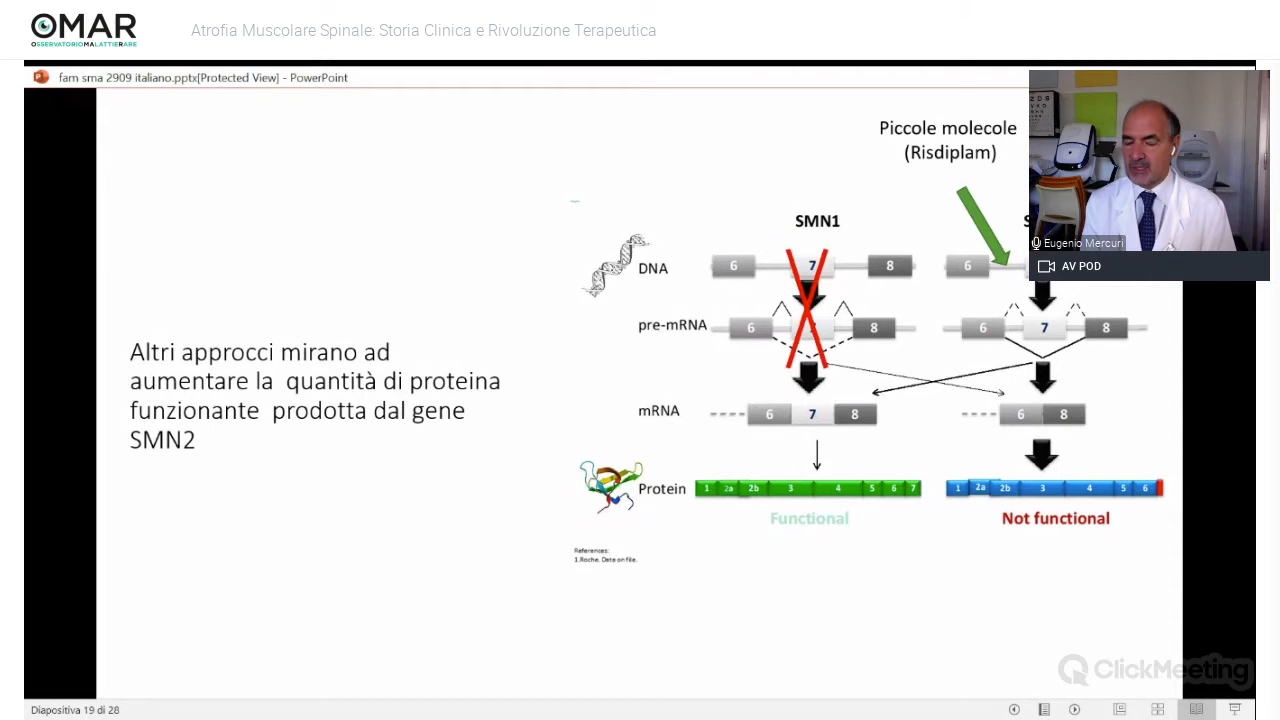 OMAR
OSSERVATORIOMALATTIERARE
Atrofia Muscolare Spinale: Storia Clinica e Rivoluzione Terapeutica
fam sma 2909 italiano.pptx[Protected View] - PowerPoint
Piccole molecole
(Risdiplam)
Eugenio Mercuri
AV POD
SMN1
S
DNA
6 7 8
6
pre-mRNA
6 8
6 7 8
Altri approcci mirano ad
aumentare la quantità di proteina
funzionante prodotta dal gene
SMN2
mRNA
6 7 8
6 8
Protein
1 2a 2b 3 4 5 6 7
1 2a 2b 3 4 5 6
Functional
Not functional
References:
1.Roche. Data on file.
ClickMeeting
Diapositiva 19 di 28